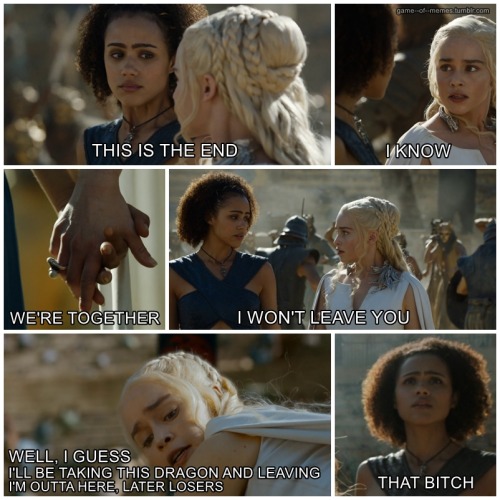 game--of--memes.tumblr.com
THIS IS THE END
I KNOW
WE'RE TOGETHER
I WON'T LEAVE YOU
WELL, I GUESS
I'LL BE TAKING THIS DRAGON AND LEAVING
I'M OUTTA HERE, LATER LOSERS
THAT BITCH